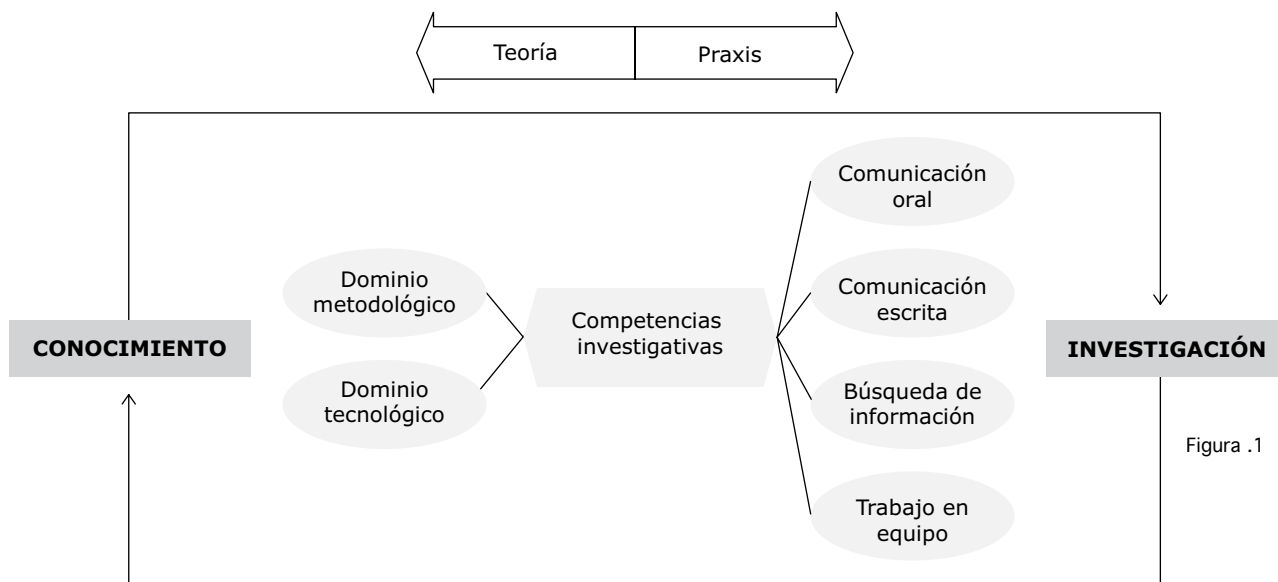 Teoría
Praxis
Comunicación
oral
Dominio
metodológico
Comunicación
escrita
Competencias
investigativas
CONOCIMIENTO
INVESTIGACIÓN
Dominio
tecnológico
Búsqueda de
información
Figura .1
Trabajo en
equipo